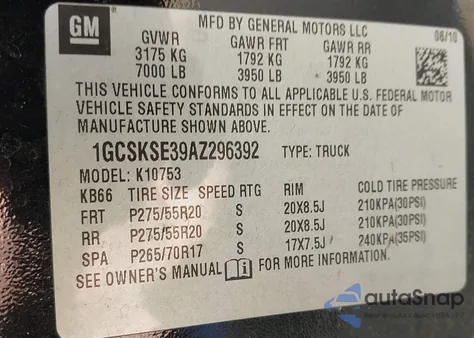 GM
MFD BY GENERAL MOTORS LLC
06/10
GVWR GAWR FRT GAWR RR
3175 KG 1792 KG 1792 KG
7000 LB 3950 LB 3950 LB
THIS VEHICLE CONFORMS TO ALL APPLICABLE U.S. FEDERAL MOTOR
VEHICLE SAFETY STANDARDS IN EFFECT ON THE DATE OF
MANUFACTURE SHOWN ABOVE.
1GCSKSE39AZ296392 TYPE: TRUCK
MODEL: K10753
KB66 TIRE SIZE SPEED RTG RIM COLD TIRE PRESSURE
FRT P275/55R20 S 20X8.5J 210KPA(30PSI)
RR P275/55R20 S 20X8.5J 210KPA(30PSI)
SPA P265/70R17 S 17X7.5J 240KPA(35PSI)
SEE OWNER'S MANUAL FOR MORE INFORMATION.
autoSnap